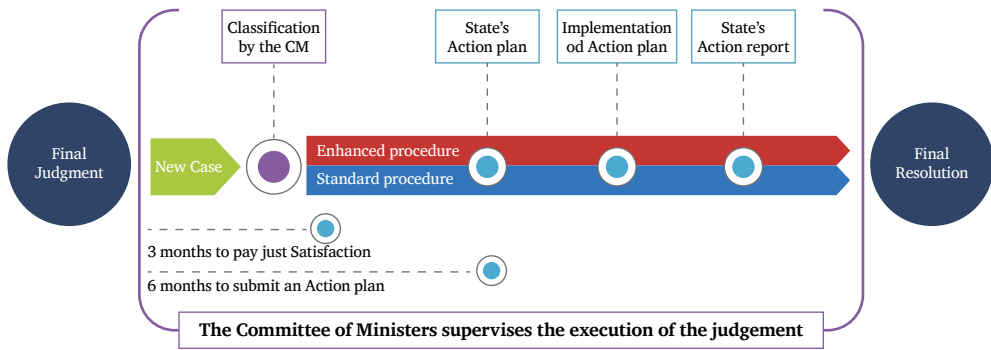 Classification
by the CM
State's
Action plan
Implementation
od Action plan
State's
Action report
Final
Judgment
New Case
Enhanced procedure
Standard procedure
Final
Resolution
3 months to pay just Satisfaction
6 months to submit an Action plan
The Committee of Ministers supervises the execution of the judgement